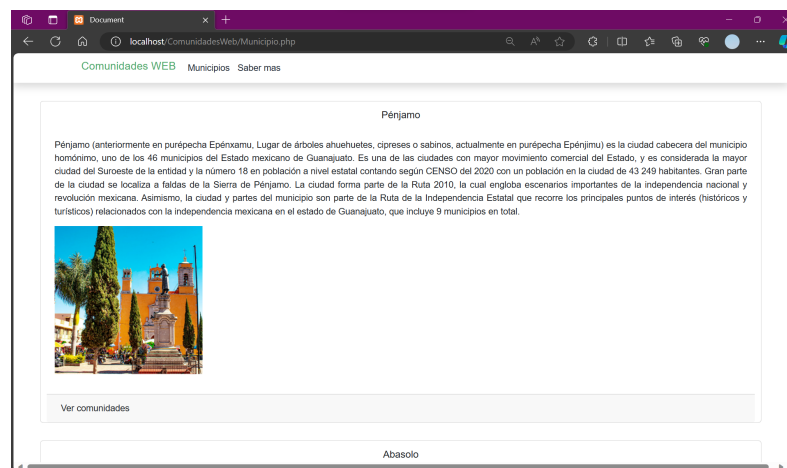 Document
localhost/ComunidadesWeb/Municipio.php
Comunidades WEB Municipios Saber mas
Pénjamo
Pénjamo (anteriormente en purépecha Epénxamu, Lugar de árboles ahuehuetes, cipreses o sabinos, actualmente en purépecha Epénjimu) es la ciudad cabecera del municipio
homónimo, uno de los 46 municipios del Estado mexicano de Guanajuato. Es una de las ciudades con mayor movimiento comercial del Estado, y es considerada la mayor
ciudad del Suroeste de la entidad y la número 18 en población a nivel estatal contando según CENSO del 2020 con un población en la ciudad de 43 249 habitantes. Gran parte
de la ciudad se localiza a faldas de la Sierra de Pénjamo. La ciudad forma parte de la Ruta 2010, la cual engloba escenarios importantes de la independencia nacional y
revolución mexicana. Asimismo, la ciudad y partes del municipio son parte de la Ruta de la Independencia Estatal que recorre los principales puntos de interés (históricos y
turísticos) relacionados con la independencia mexicana en el estado de Guanajuato, que incluye 9 municipios en total.
Ver comunidades
Abasolo